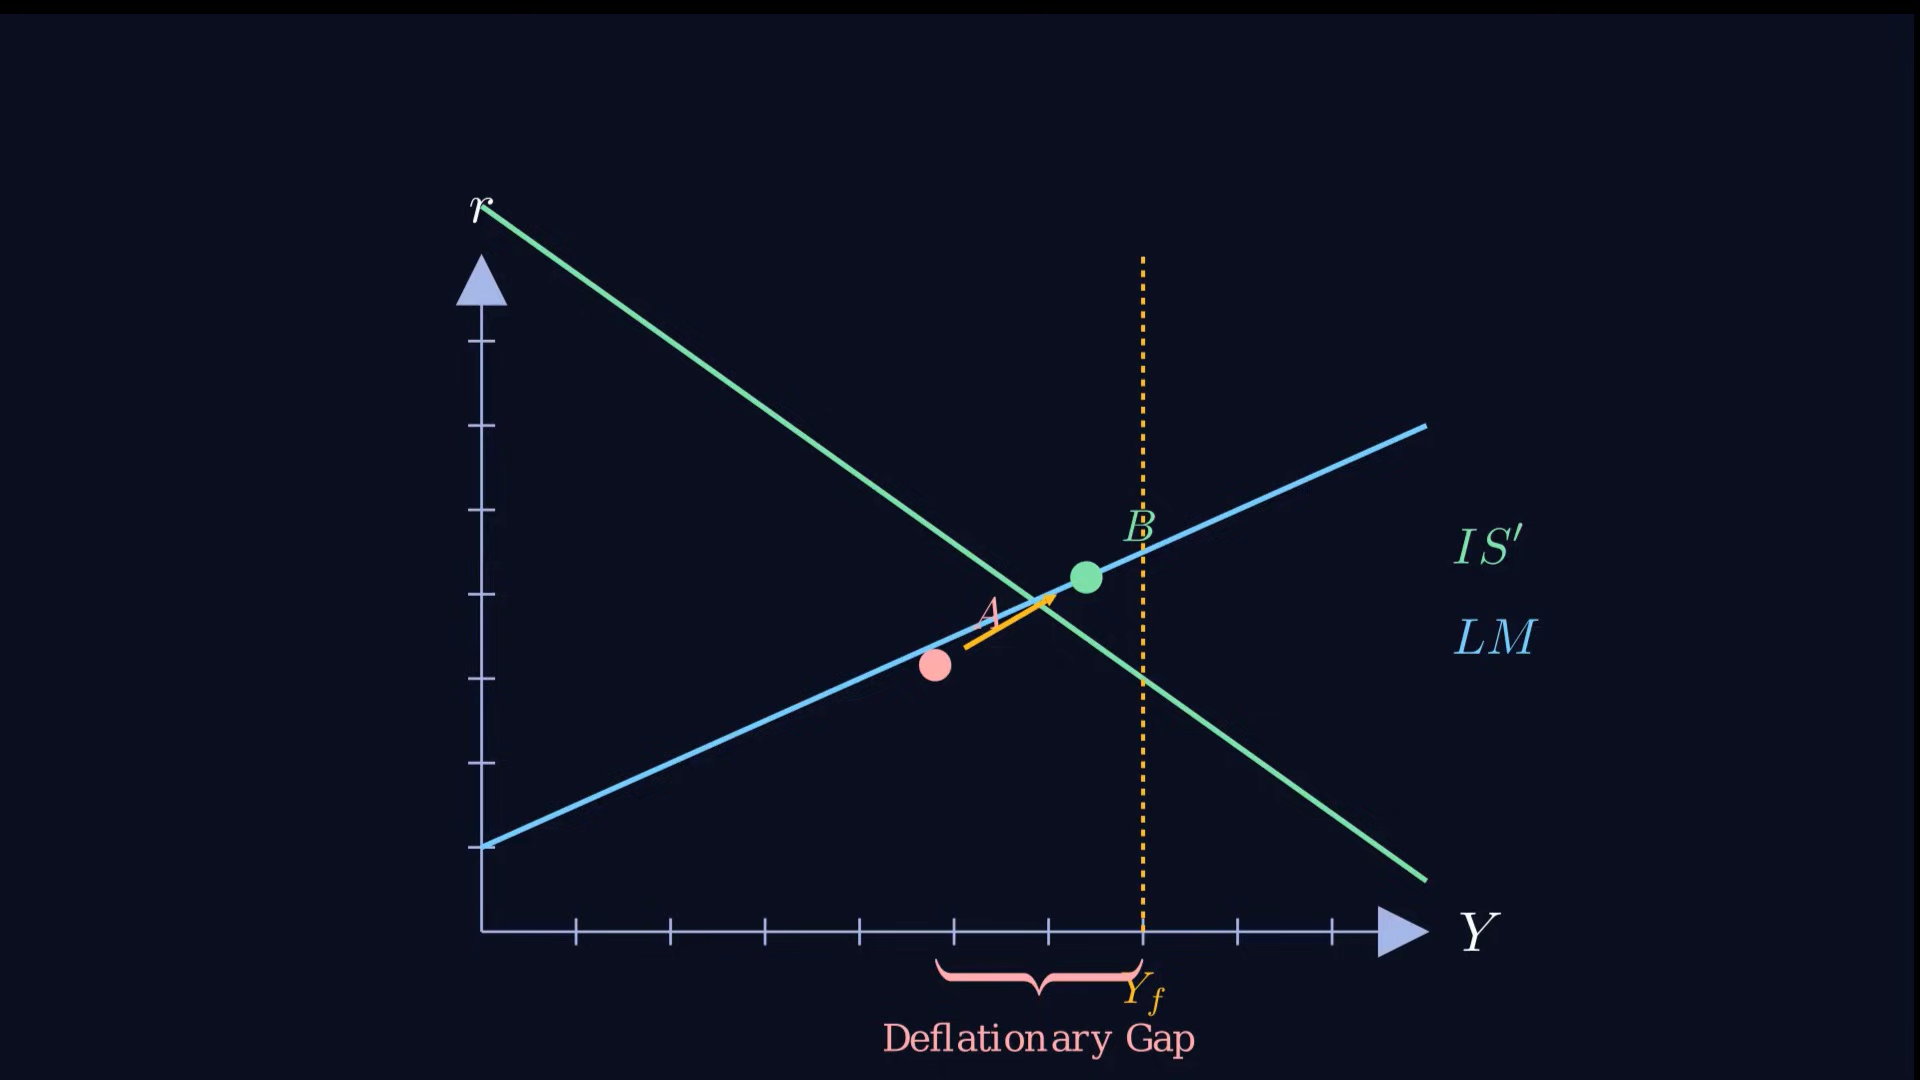 r
B
IS′
A
LM
Y
Y_f
Deflationary Gap